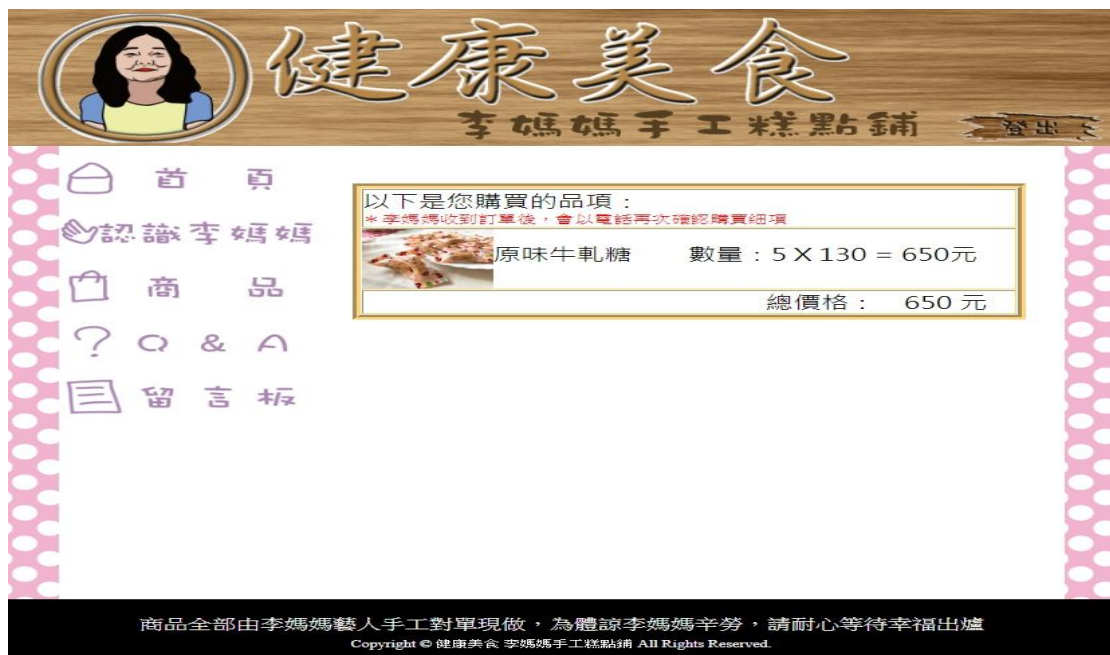 健康美食
李媽媽手工糕點鋪
登出
首頁
認識李媽媽
商品
Q & A
留言板
以下是您購買的品項：
＊李媽媽收到訂單後，會以電話再次確認購買細項
原味牛軋糖 數量：5 X 130 = 650元
總價格： 650 元
商品全部由李媽媽藝人手工對單現做，為體諒李媽媽辛勞，請耐心等待幸福出爐
Copyright © 健康美食 李媽媽手工糕點鋪 All Rights Reserved.